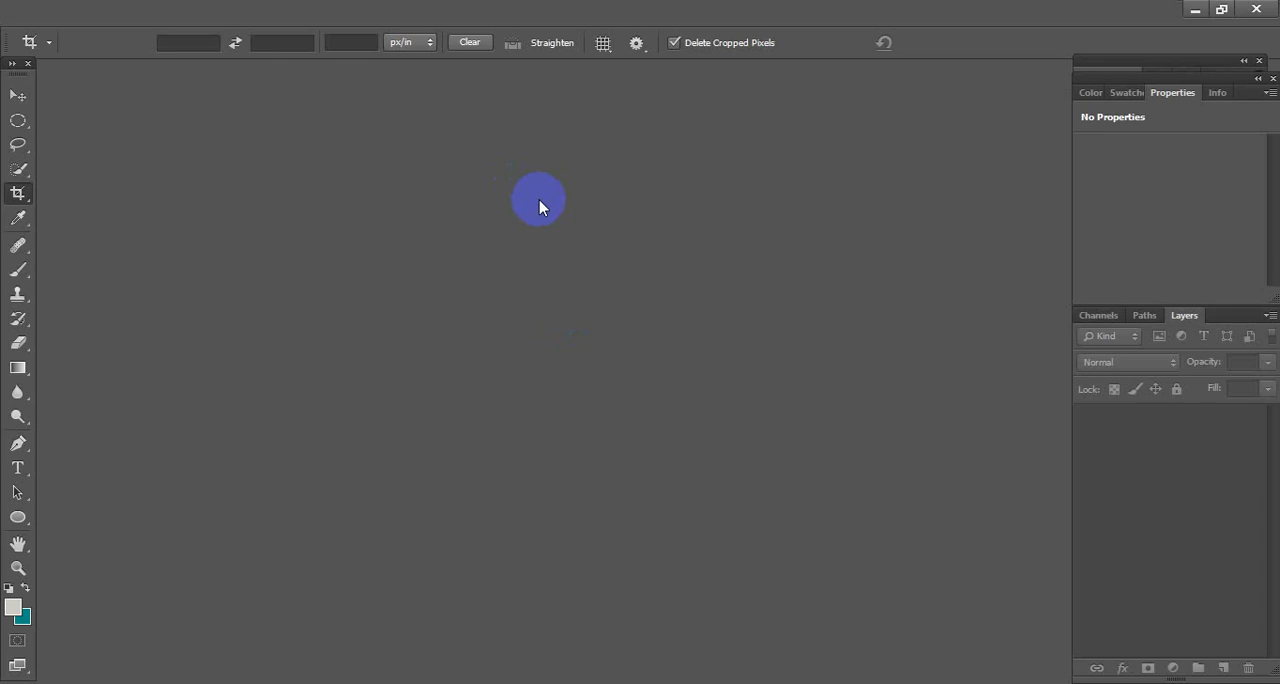 px/in Clear Straighten Delete Cropped Pixels
Color Swatche Properties Info
No Properties
Channels Paths Layers
Kind
Normal Opacity:
Lock: Fill: